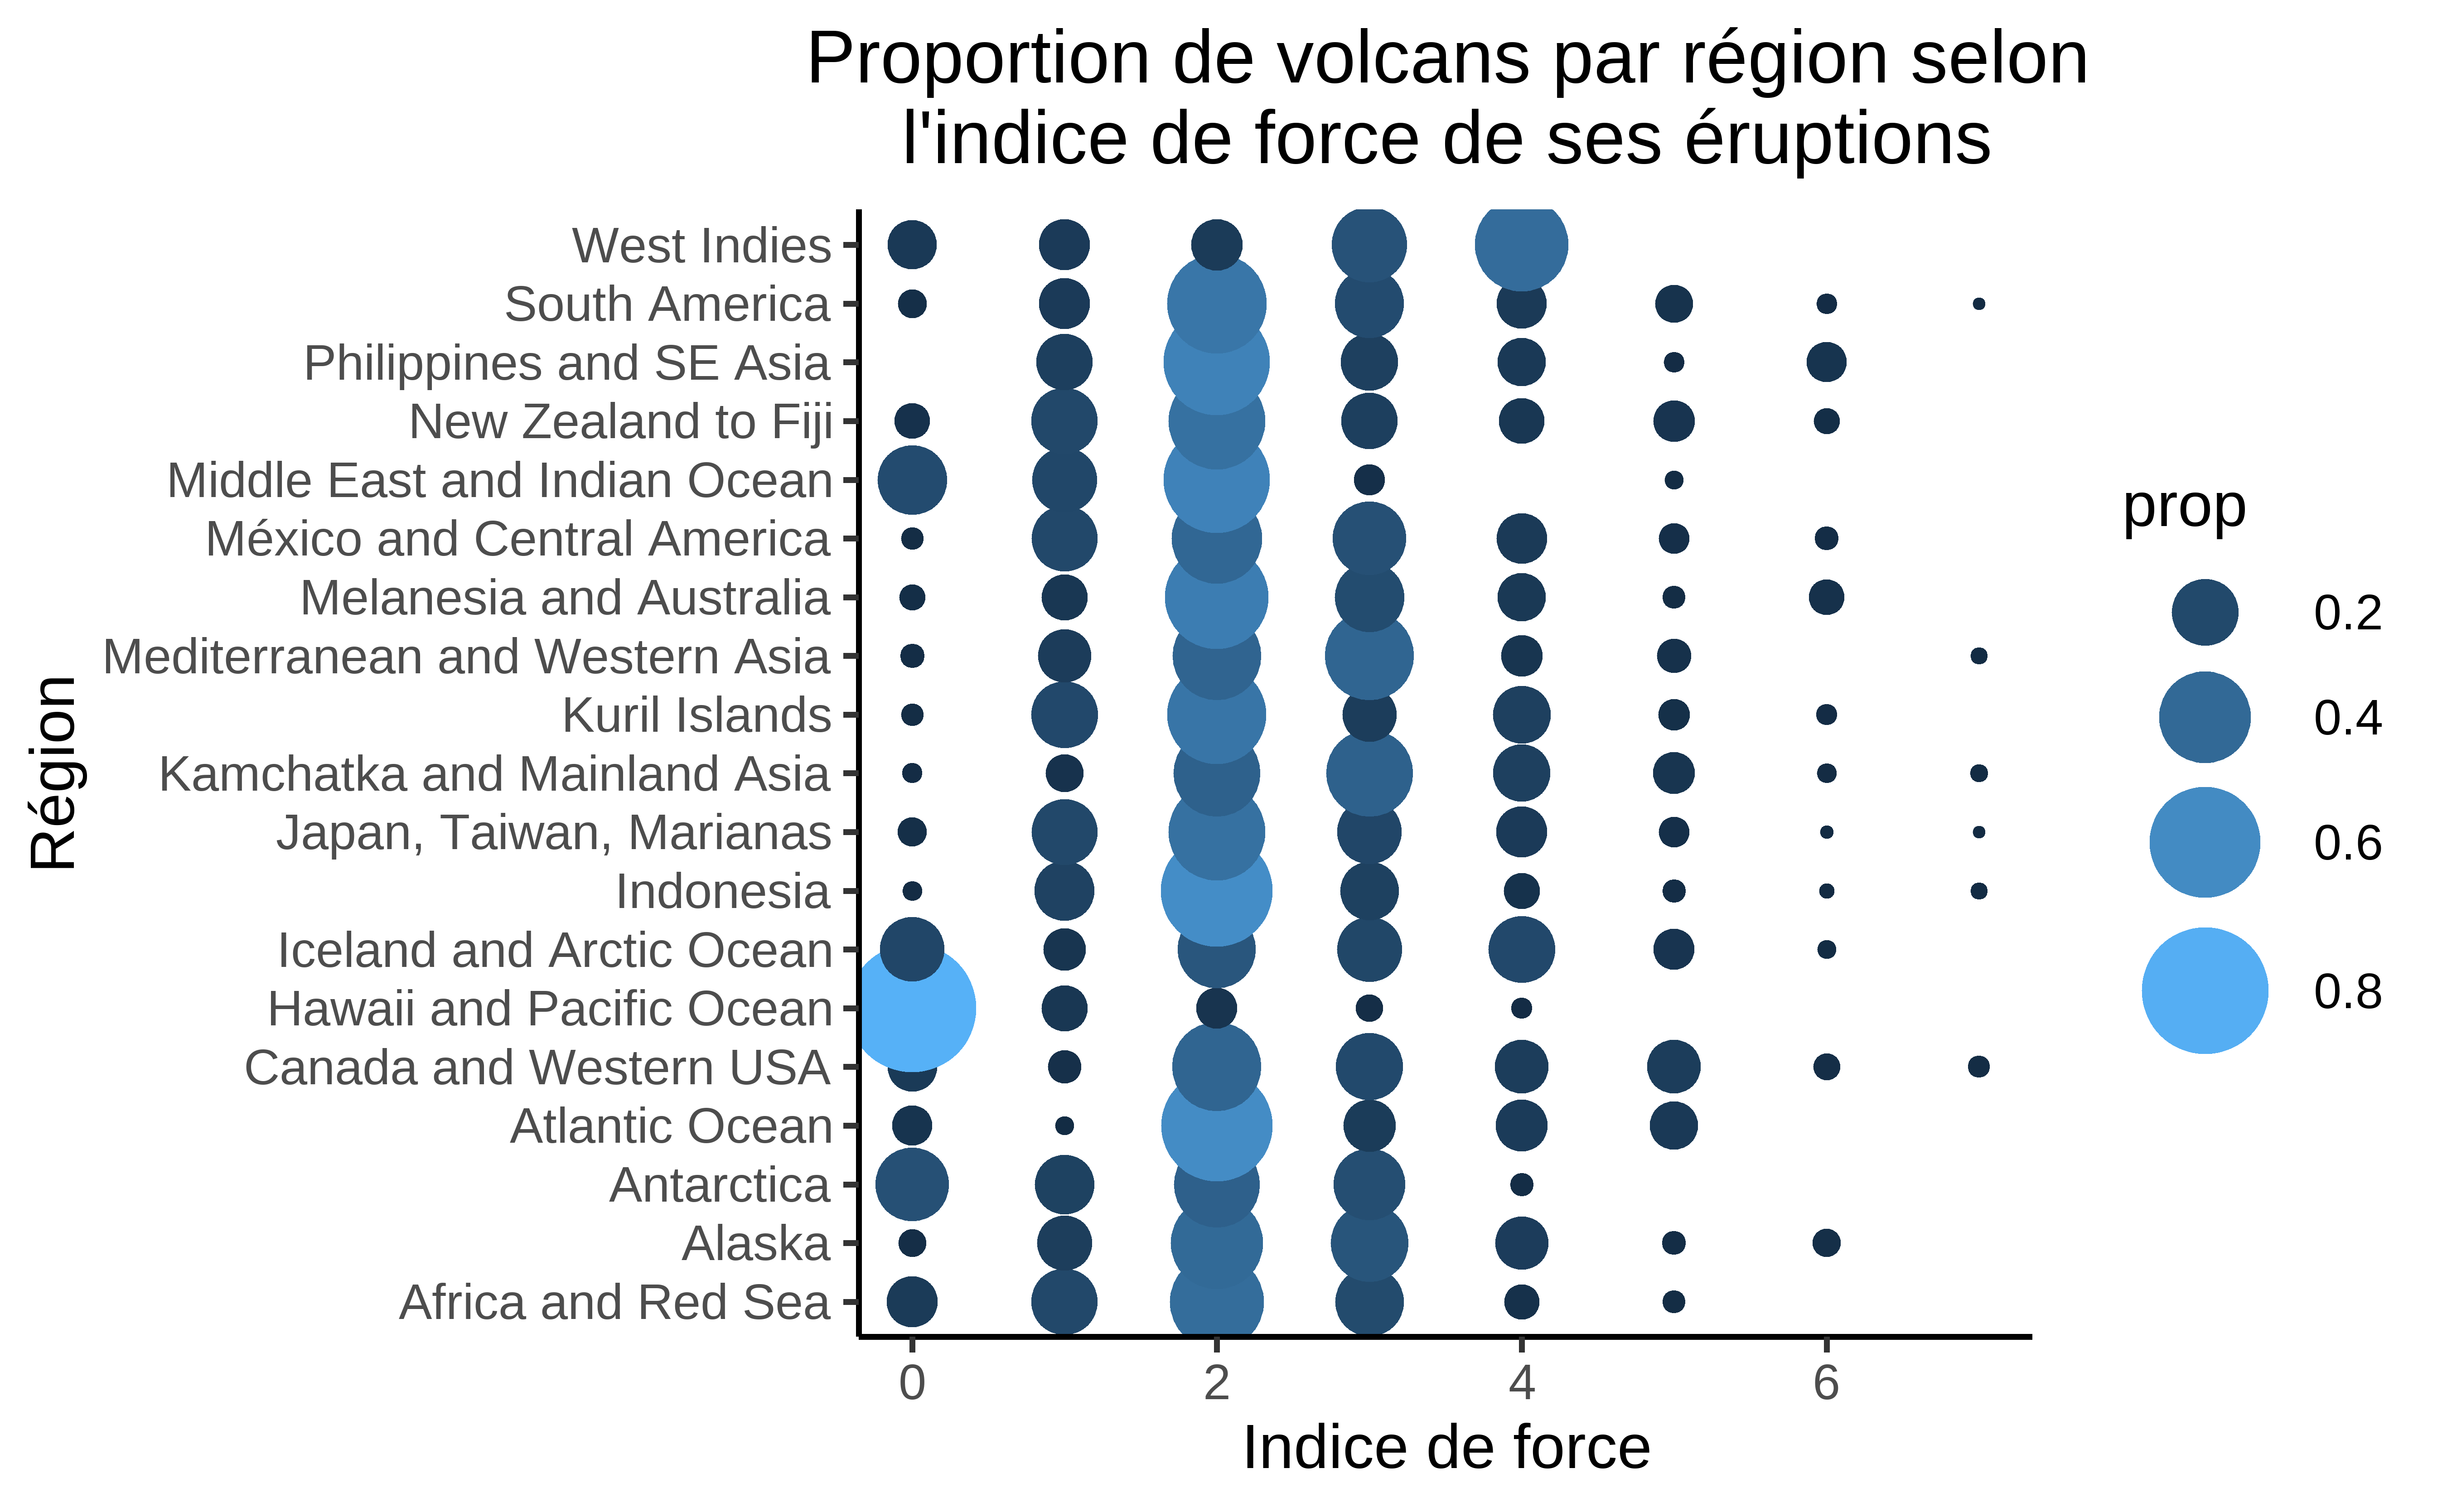 Proportion de volcans par région selon
l'indice de force de ses éruptions
Région
West Indies
South America
Philippines and SE Asia
New Zealand to Fiji
Middle East and Indian Ocean
México and Central America
Melanesia and Australia
Mediterranean and Western Asia
Kuril Islands
Kamchatka and Mainland Asia
Japan, Taiwan, Marianas
Indonesia
Iceland and Arctic Ocean
Hawaii and Pacific Ocean
Canada and Western USA
Atlantic Ocean
Antarctica
Alaska
Africa and Red Sea
0 2 4 6
Indice de force
prop
0.2
0.4
0.6
0.8